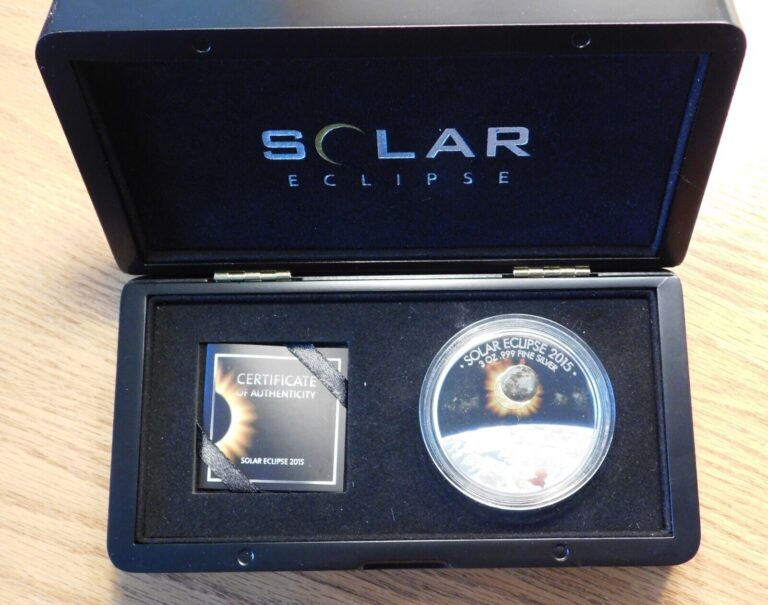 SOLAR
ECLIPSE
CERTIFICATE
OF AUTHENTICITY
SOLAR ECLIPSE 2015
· SOLAR ECLIPSE 2015 ·
3 OZ .999 FINE SILVER